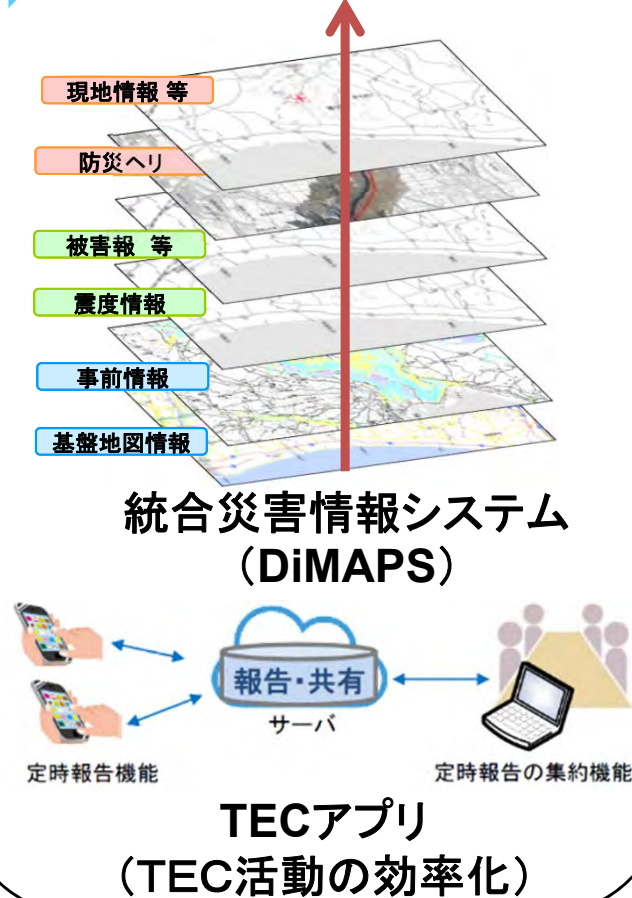 現地情報 等
防災ヘリ
被害報 等
震度情報
事前情報
基盤地図情報
統合災害情報システム
（DiMAPS）
報告・共有
サーバ
定時報告機能
定時報告の集約機能
TECアプリ
（TEC活動の効率化）